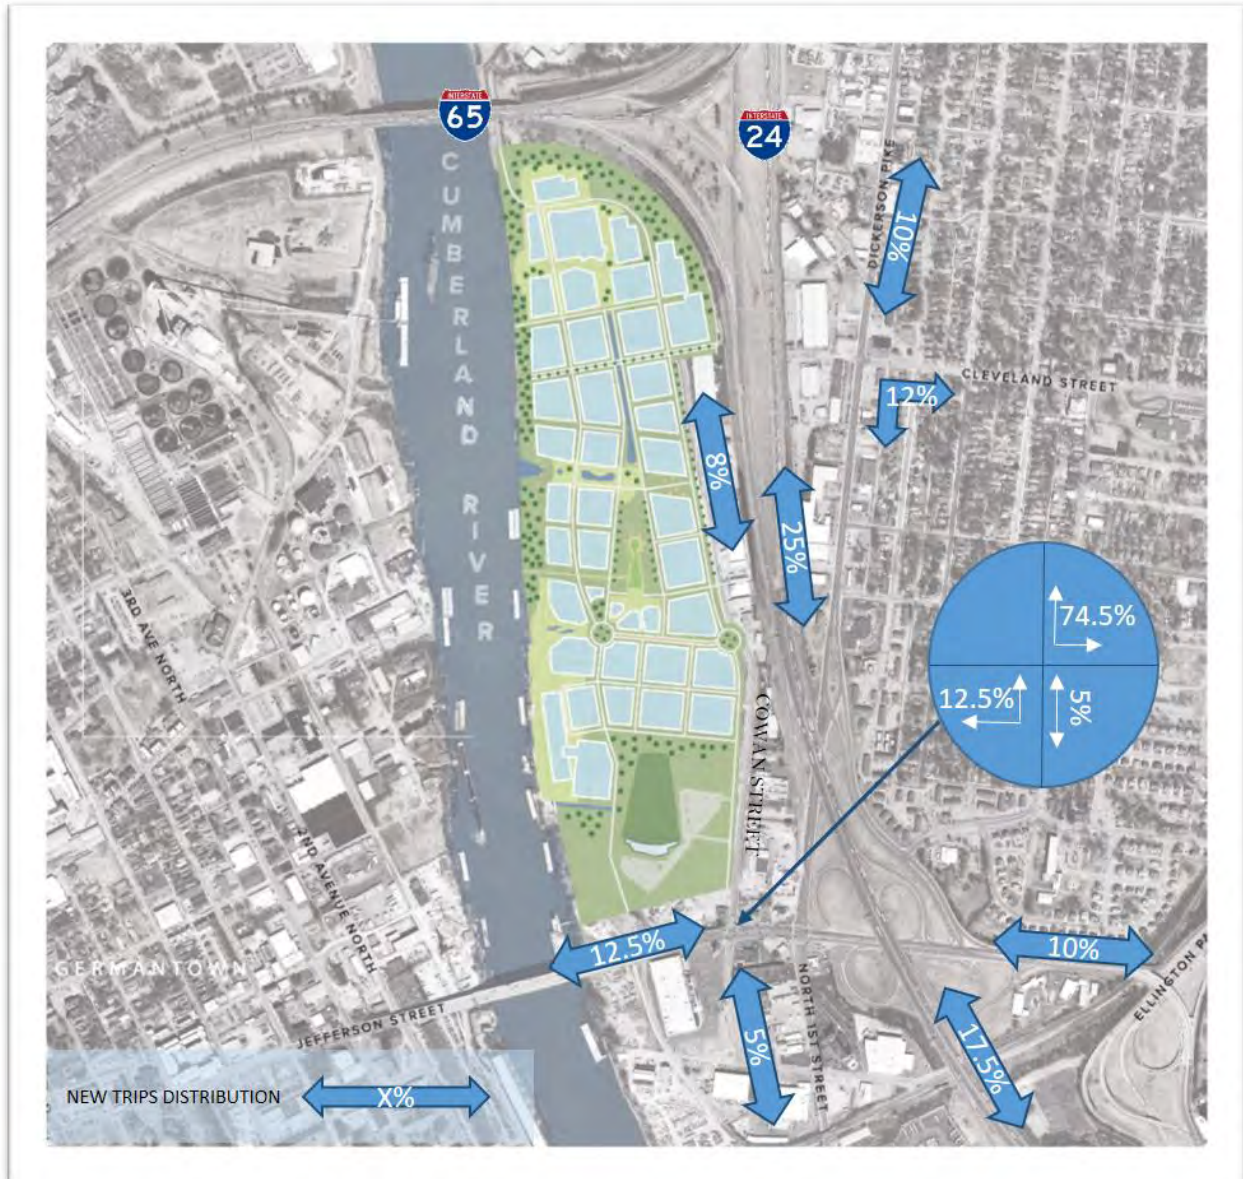 INTERSTATE
65
INTERSTATE
24
CUMBERLAND RIVER
DICKERSON PIKE
10%
CLEVELAND STREET
12%
8%
25%
74.5%
12.5%
5%
3RD AVE NORTH
COWAN STREET
2ND AVENUE NORTH
12.5%
10%
GERMANTOWN
JEFFERSON STREET
5%
NORTH 1ST STREET
17.5%
ELLINGTON
NEW TRIPS DISTRIBUTION
X%